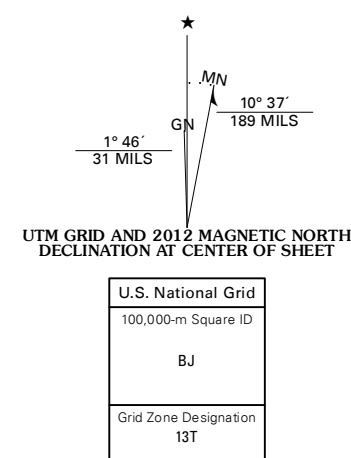 ★
MN
GN
10° 37´
189 MILS
1° 46´
31 MILS
UTM GRID AND 2012 MAGNETIC NORTH
DECLINATION AT CENTER OF SHEET
U.S. National Grid
100,000-m Square ID
BJ
Grid Zone Designation
13T